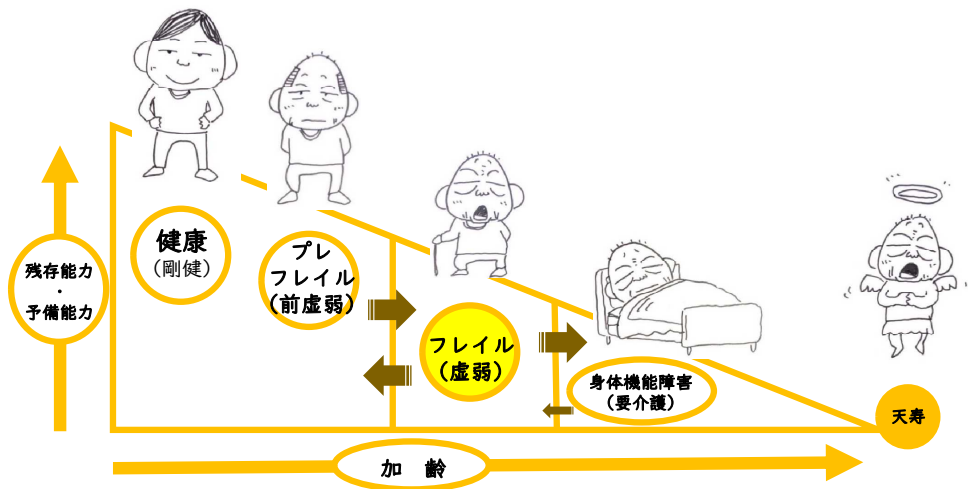 健康
(剛健)
プレ
フレイル
(前虚弱)
残存能力
・
予備能力
フレイル
(虚弱)
身体機能障害
(要介護)
天寿
加 齢